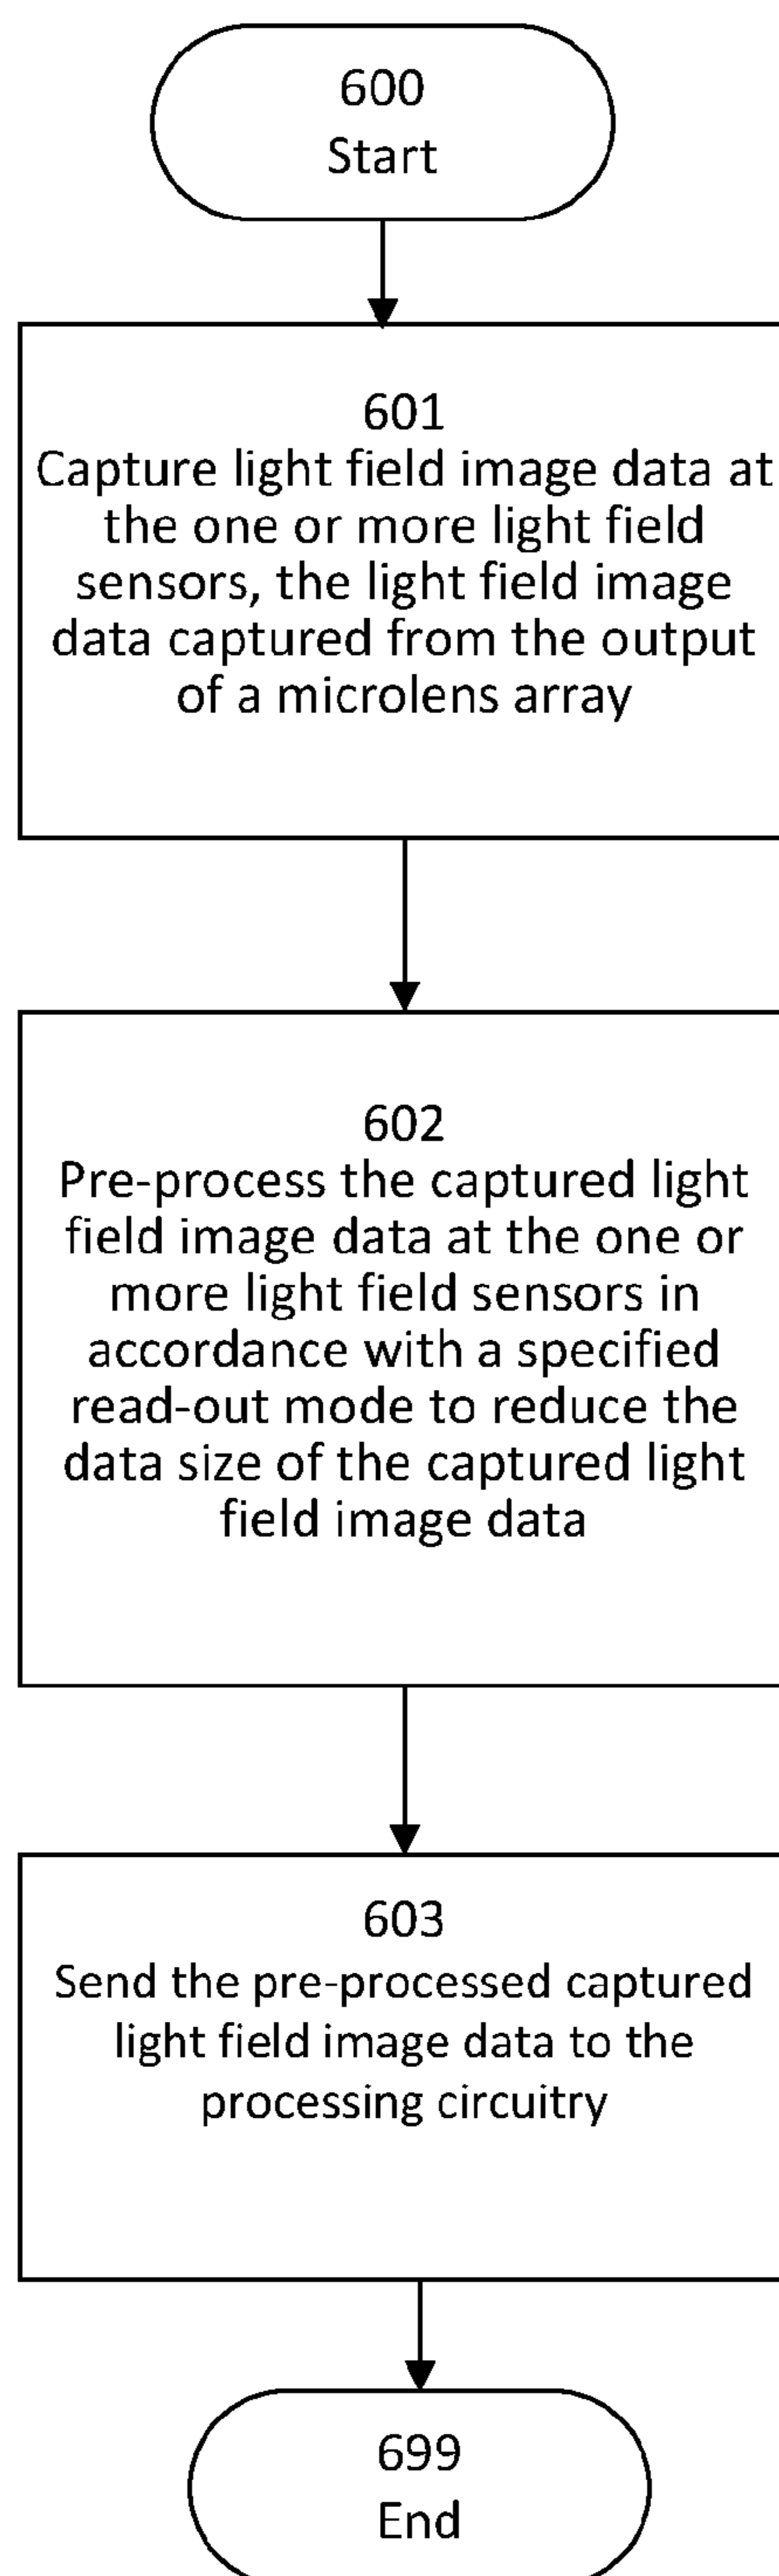 600
Start
601
Capture light field image data at
the one or more light field
sensors, the light field image
data captured from the output
of a microlens array
602
Pre-process the captured light
field image data at the one or
more light field sensors in
accordance with a specified
read-out mode to reduce the
data size of the captured light
field image data
603
Send the pre-processed captured
light field image data to the
processing circuitry
699
End